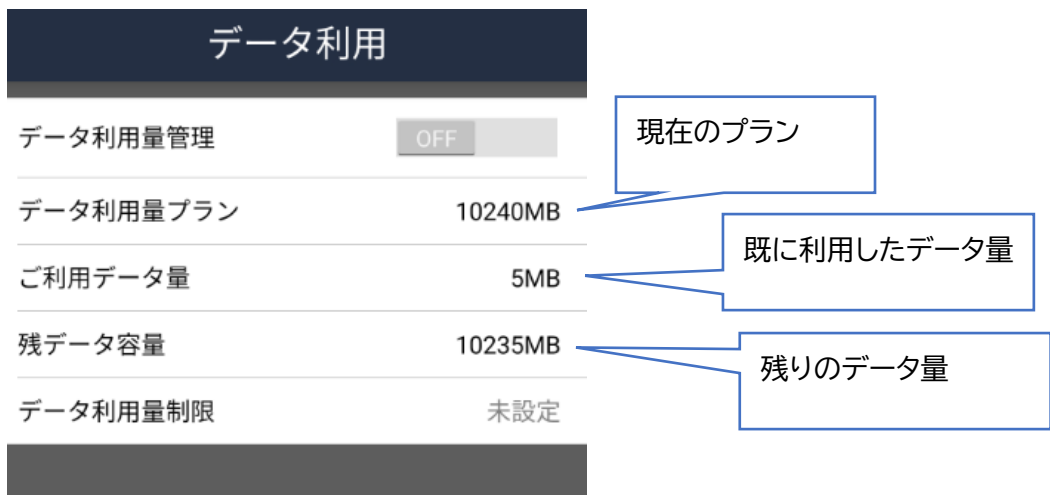 データ利用
データ利用量管理 OFF
現在のプラン
データ利用量プラン 10240MB
既に利用したデータ量
ご利用データ量 5MB
残データ容量 10235MB
残りのデータ量
データ利用量制限 未設定